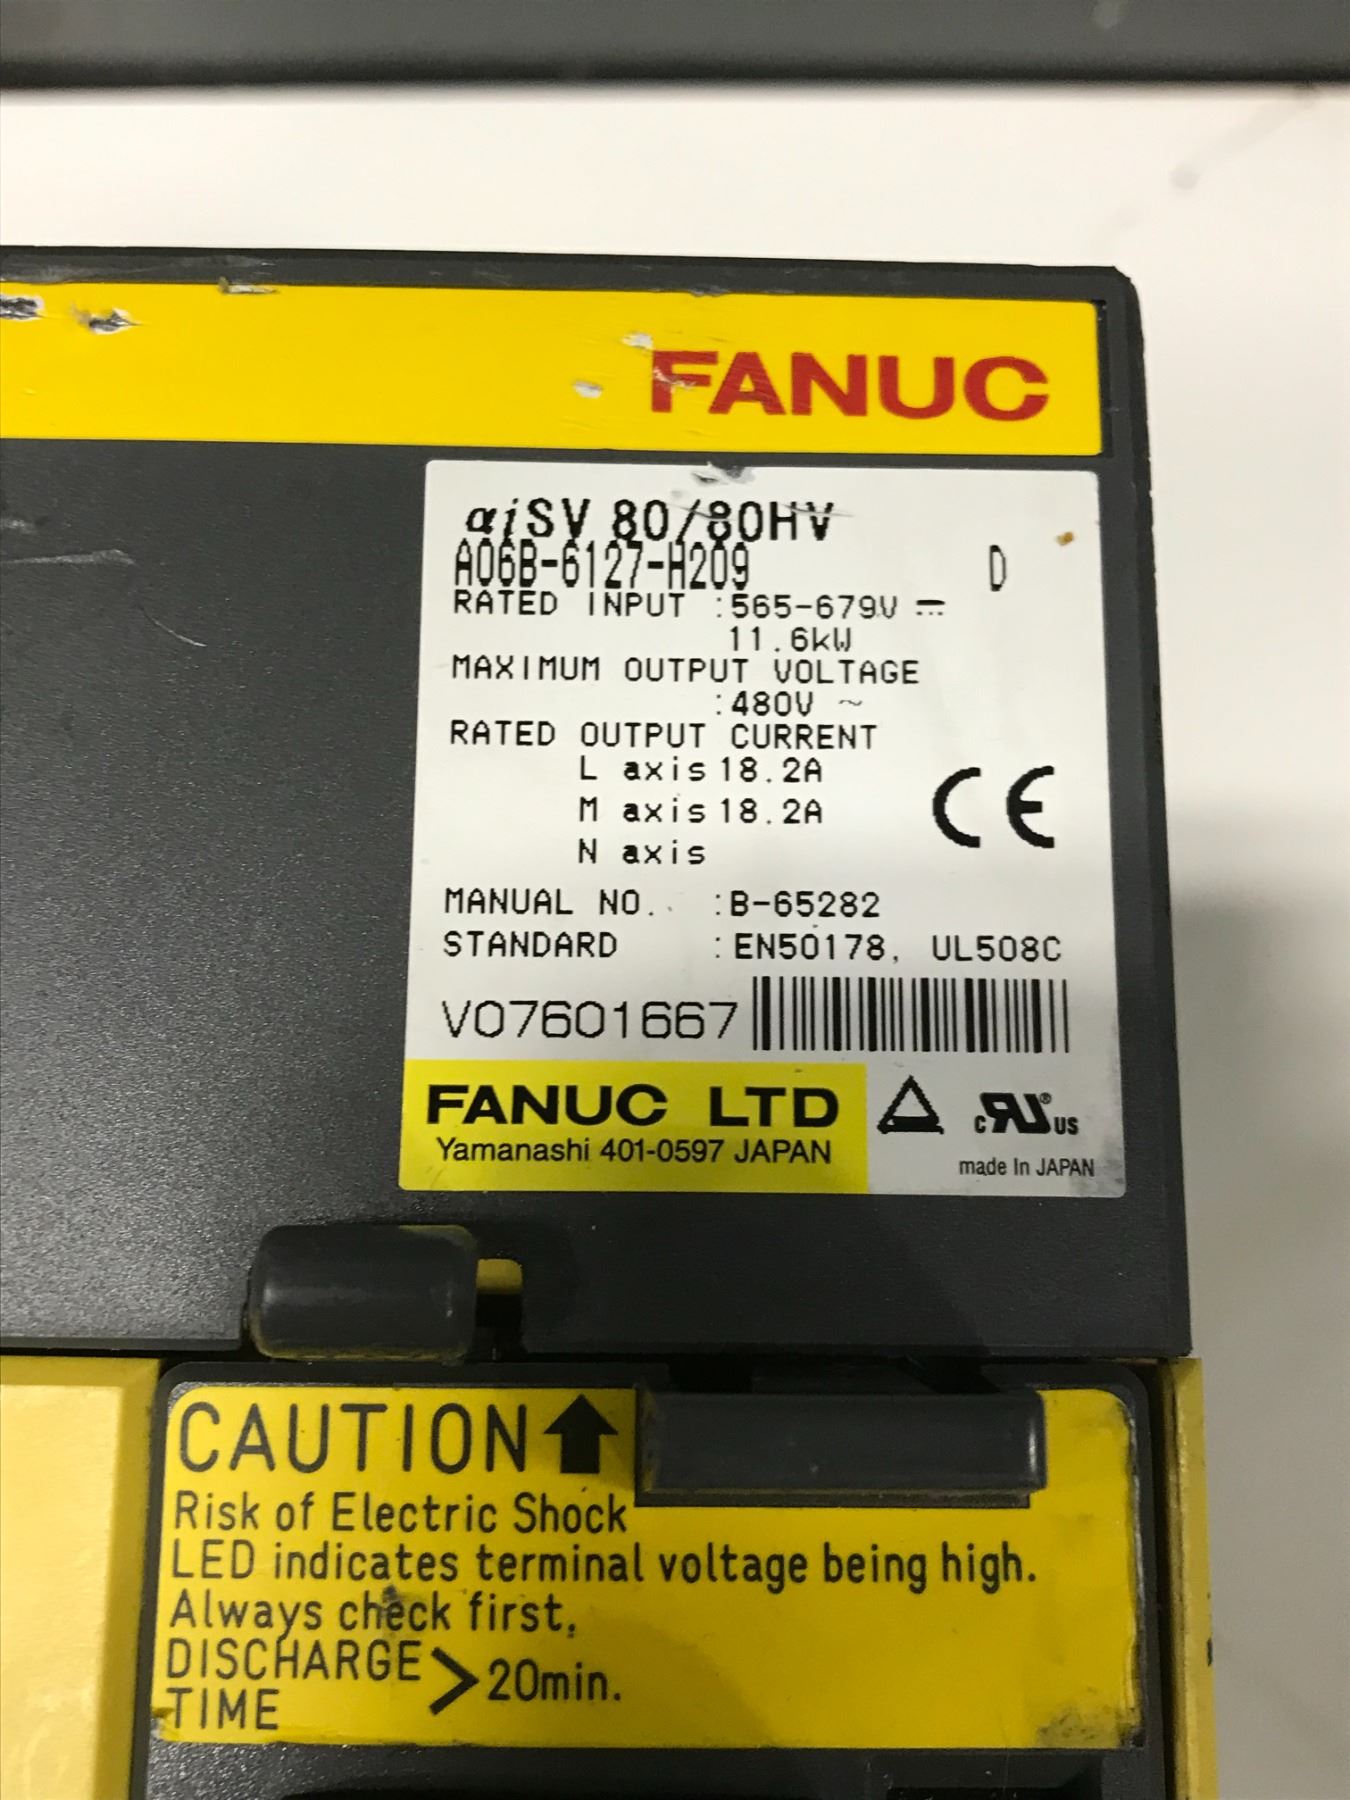 FANUC
αiSV 80/80HV
A06B-6127-H209 D
RATED INPUT :565-679V ⎓
11.6kW
MAXIMUM OUTPUT VOLTAGE
:480V ~
RATED OUTPUT CURRENT
L axis 18.2A
M axis 18.2A
N axis
CE
MANUAL NO. :B-65282
STANDARD :EN50178, UL508C
V07601667
FANUC LTD
Yamanashi 401-0597 JAPAN
c RU® US
made In JAPAN
CAUTION ↑
Risk of Electric Shock
LED indicates terminal voltage being high.
Always check first.
DISCHARGE TIME > 20min.